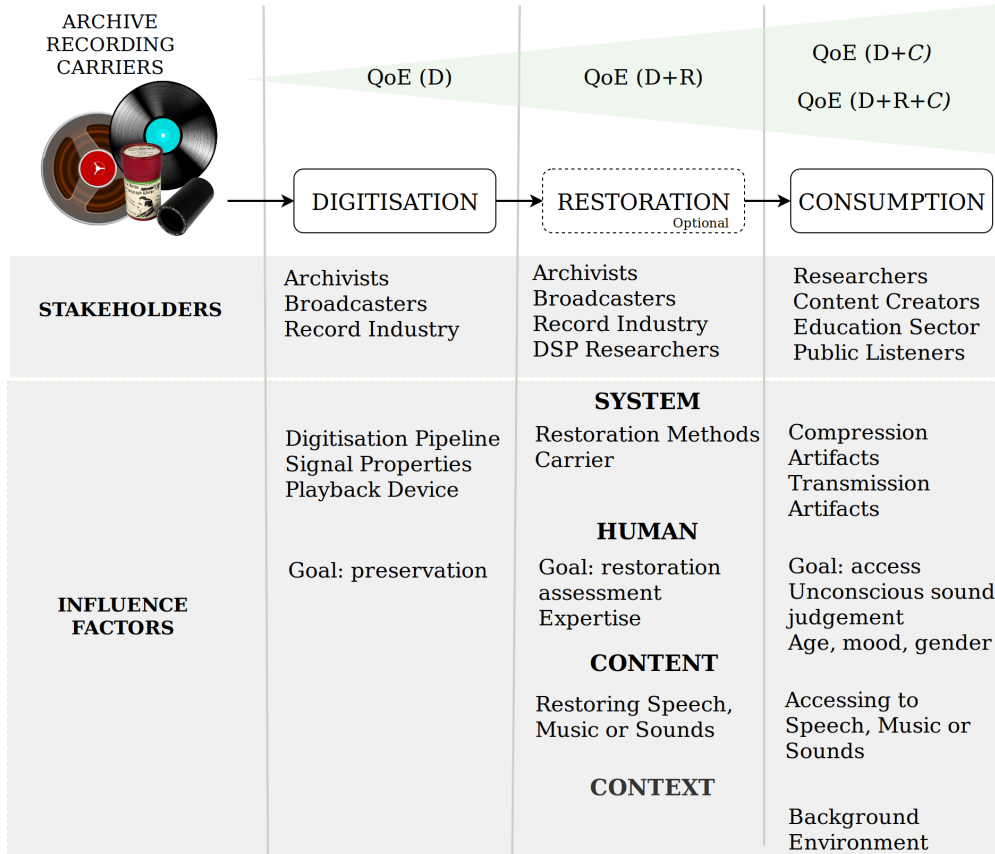 ARCHIVE
RECORDING
CARRIERS
QoE (D)
QoE (D+R)
QoE (D+C)
QoE (D+R+C)
DIGITISATION
RESTORATION
Optional
CONSUMPTION
STAKEHOLDERS
Archivists
Broadcasters
Record Industry
Archivists
Broadcasters
Record Industry
DSP Researchers
Researchers
Content Creators
Education Sector
Public Listeners
INFLUENCE
FACTORS
SYSTEM
Digitisation Pipeline
Signal Properties
Playback Device
Restoration Methods
Carrier
Compression
Artifacts
Transmission
Artifacts
HUMAN
Goal: preservation
Goal: restoration
assessment
Expertise
Goal: access
Unconscious sound
judgement
Age, mood, gender
CONTENT
Restoring Speech,
Music or Sounds
Accessing to
Speech, Music or
Sounds
CONTEXT
Background
Environment